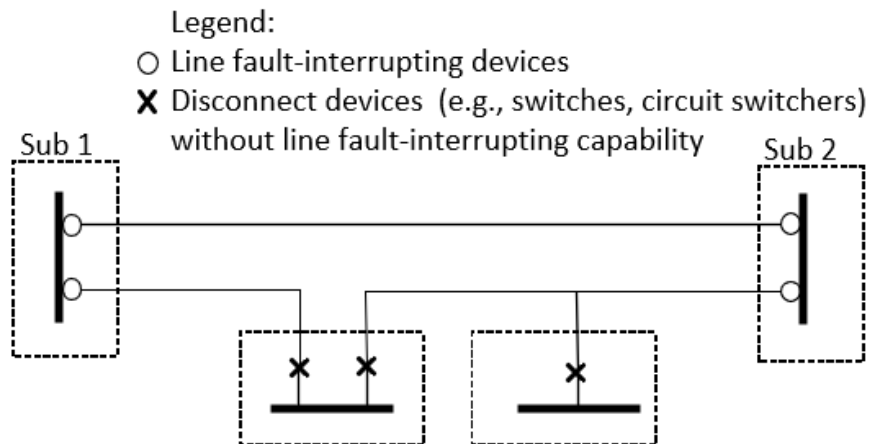 Legend:
Line fault-interrupting devices
Disconnect devices (e.g., switches, circuit switchers)
without line fault-interrupting capability
Sub 1
Sub 2